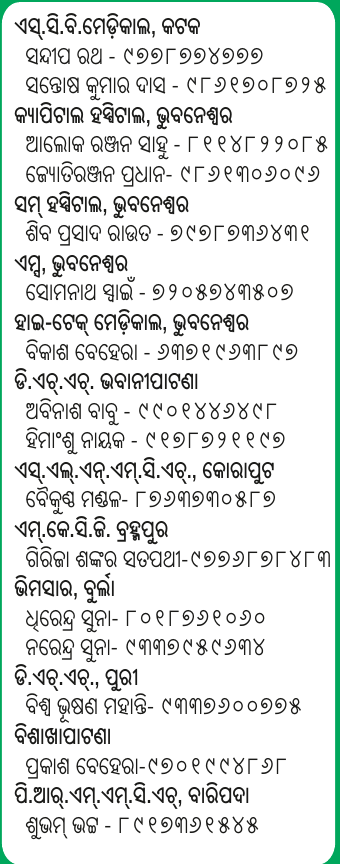 ଏସ୍.ସି.ବି.ମେଡ଼ିକାଲ, କଟକ
ସନ୍ଦୀପ ରଥ - ୯୭୭୮୭୭୪୭୭୭
ସନ୍ତୋଷ କୁମାର ଦାସ - ୯୮୬୧୭୦୮୭୨୫
କ୍ୟାପିଟାଲ ହସ୍ପିଟାଲ, ଭୁବନେଶ୍ୱର
ଆଲୋକ ରଞ୍ଜନ ସାହୁ - ୮୧୧୪୮୨୨୦୮୫
ଜ୍ୟୋତିରଞ୍ଜନ ପ୍ରଧାନ- ୯୮୬୧୩୦୬୦୯୬
ସମ୍ ହସ୍ପିଟାଲ, ଭୁବନେଶ୍ୱର
ଶିବ ପ୍ରସାଦ ରାଉତ - ୭୯୭୮୭୩୬୪୩୧
ଏମ୍ସ, ଭୁବନେଶ୍ୱର
ସୋମନାଥ ସ୍ୱାଇଁ - ୭୨୦୫୭୪୩୫୦୭
ହାଇ-ଟେକ୍ ମେଡ଼ିକାଲ, ଭୁବନେଶ୍ୱର
ବିକାଶ ବେହେରା - ୬୩୭୧୯୬୩୮୯୭
ଡି.ଏଚ୍.ଏଚ୍. ଭବାନୀପାଟଣା
ଅବିନାଶ ବାବୁ - ୯୯୦୧୪୪୬୪୯୮
ହିମାଂଶୁ ନାୟକ - ୯୧୭୮୭୨୧୧୯୭
ଏସ୍.ଏଲ୍.ଏନ୍.ଏମ୍.ସି.ଏଚ୍., କୋରାପୁଟ
ବୈକୁଣ୍ଠ ମଣ୍ଡଳ- ୮୭୬୩୭୩୦୫୮୭
ଏମ୍.କେ.ସି.ଜି. ବ୍ରହ୍ମପୁର
ଗିରିଜା ଶଙ୍କର ସତପଥୀ-୯୭୭୬୮୭୮୪୮୩
ଭିମସାର, ବୁର୍ଲା
ଧିରେନ୍ଦ୍ର ସୁନା- ୮୦୧୮୭୬୧୦୬୦
ନରେନ୍ଦ୍ର ସୁନା- ୯୩୩୭୯୫୯୬୩୪
ଡି.ଏଚ୍.ଏଚ୍., ପୁରୀ
ବିଶ୍ୱ ଭୂଷଣ ମହାନ୍ତି- ୯୩୩୭୬୦୦୭୭୫
ବିଶାଖାପାଟଣା
ପ୍ରକାଶ ବେହେରା-୯୭୦୧୯୯୪୮୬୮
ପି.ଆର୍.ଏମ୍.ଏମ୍.ସି.ଏଚ୍, ବାରିପଦା
ଶୁଭମ୍ ଭଟ୍ଟ - ୮୯୧୭୩୬୧୫୪୫